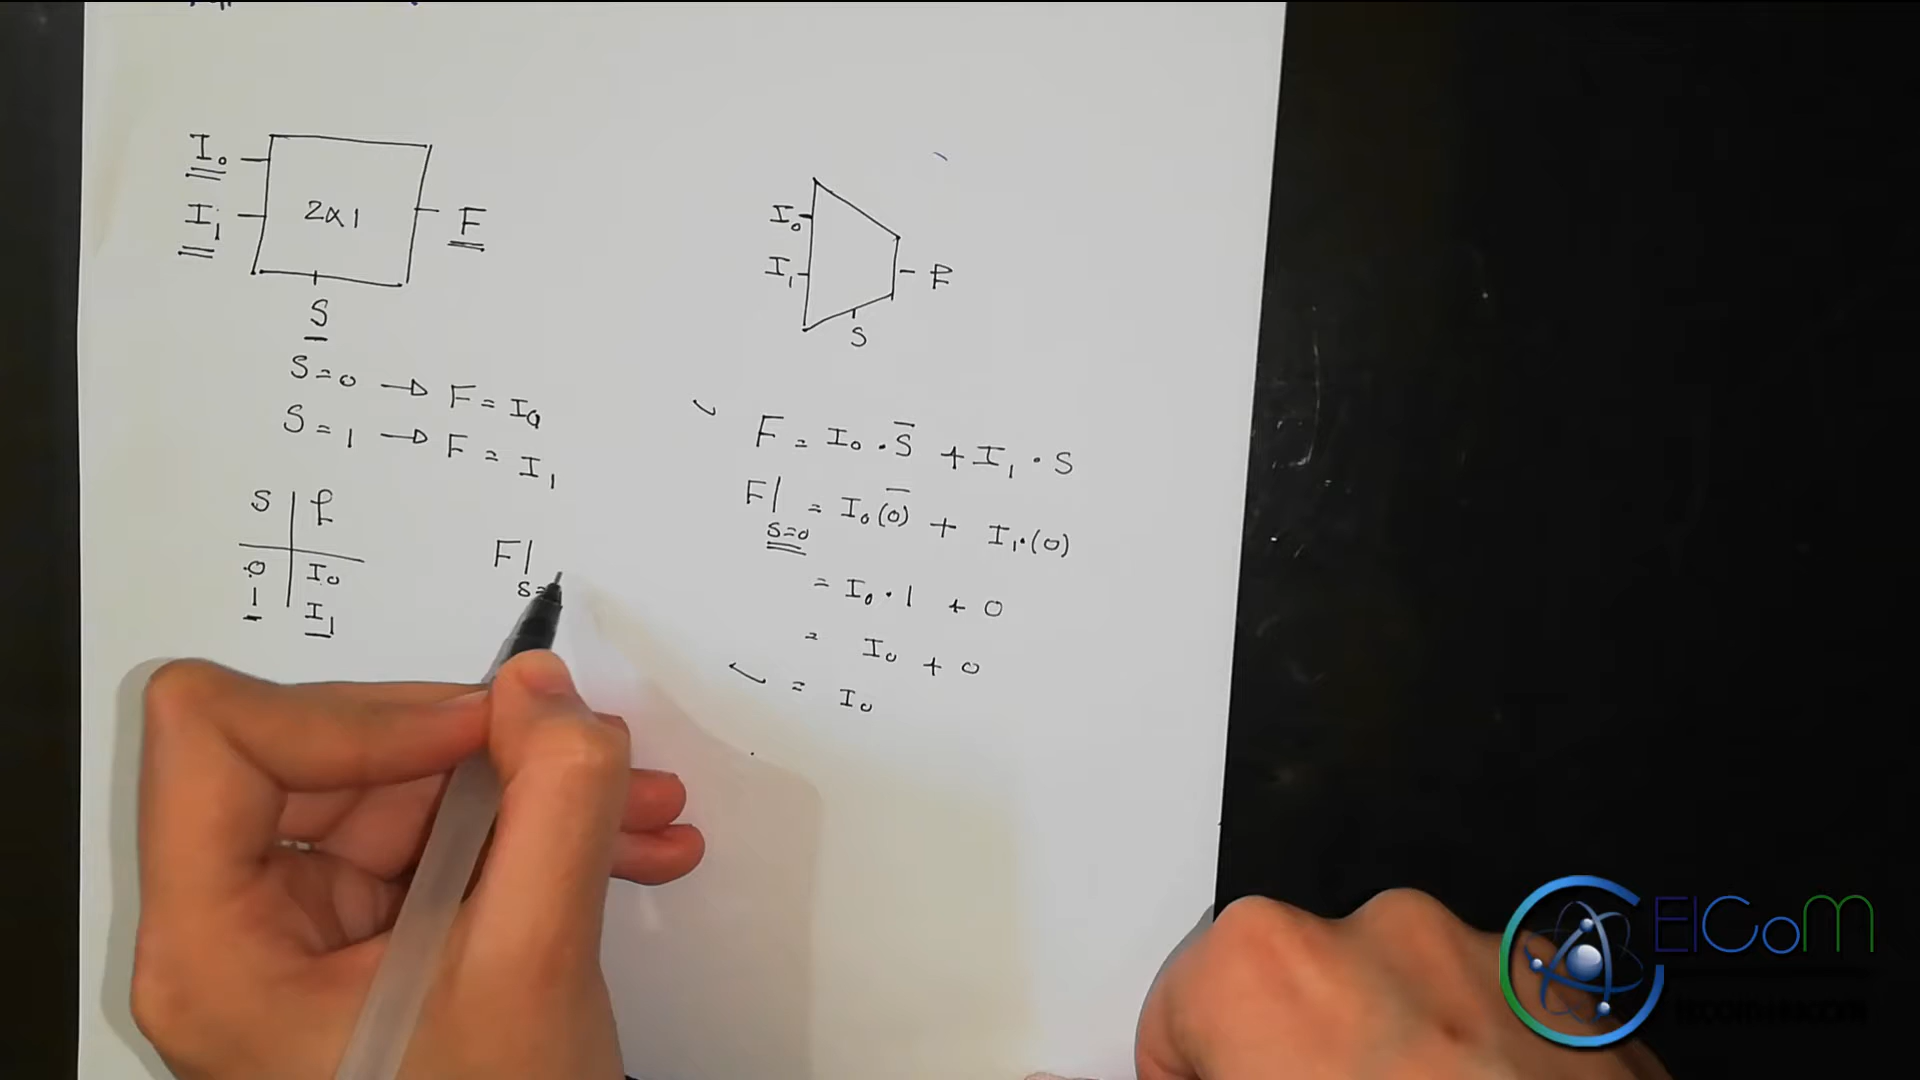 I₀
I₁
2x1
F
S
S=0 → F = I₀
S=1 → F = I₁
S | f
0 | I₀
1 | I₁
F|
S=
I₀
I₁
F
S
F = I₀ · S̅ + I₁ · S
F|S=0 = I₀(0̅) + I₁·(0)
= I₀ · 1 + 0
= I₀ + 0
= I₀
ElCoM